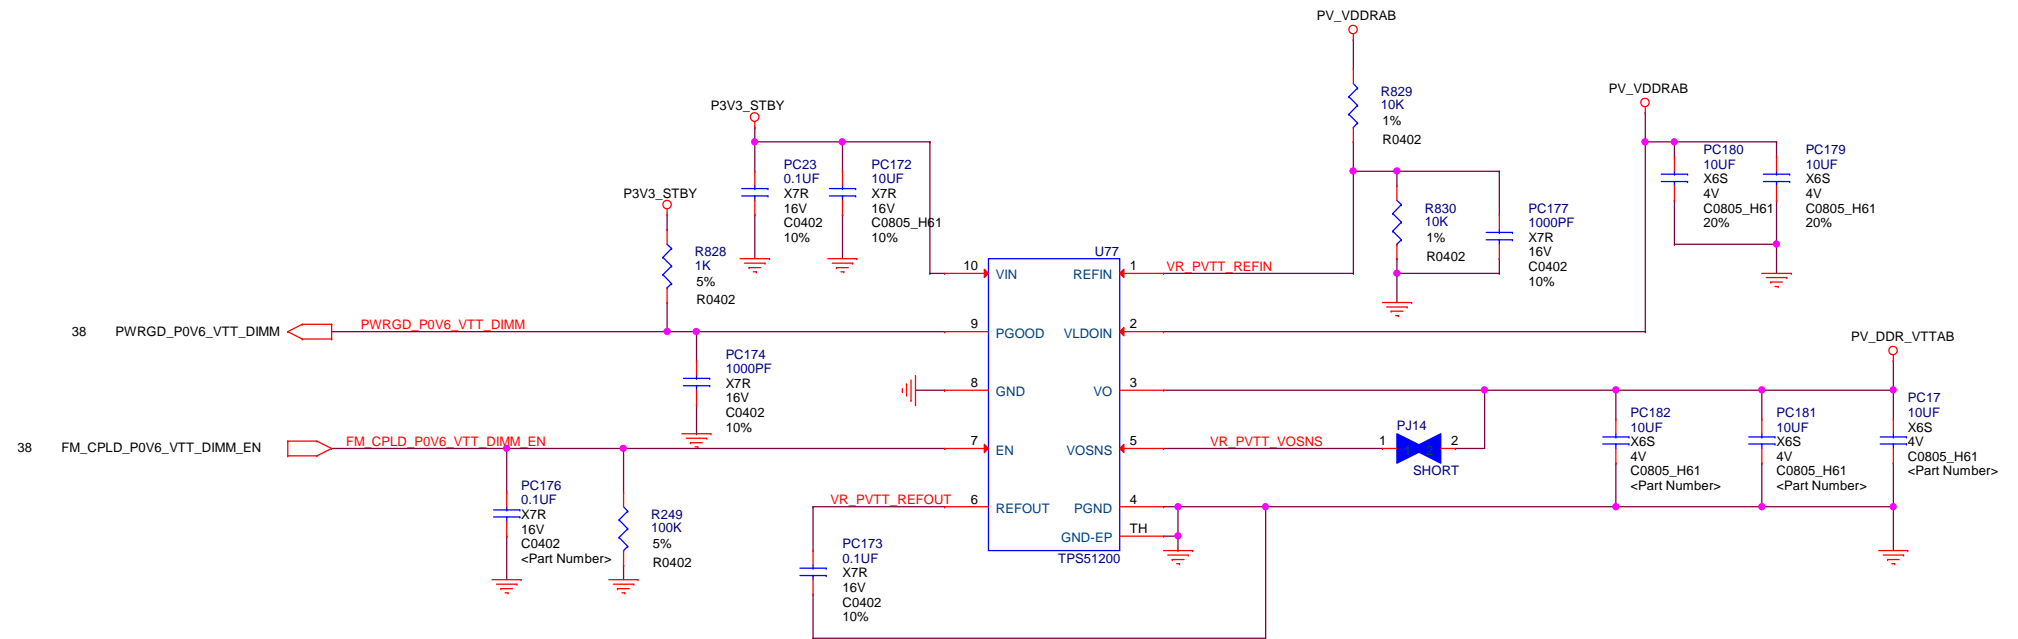 PV_VDDRAB
R829
10K
1%
R0402
PV_VDDRAB
PC180
10UF
X6S
4V
C0805_H61
20%
PC179
10UF
X6S
4V
C0805_H61
20%
P3V3_STBY
PC23
0.1UF
X7R
16V
C0402
10%
PC172
10UF
X7R
16V
C0805_H61
10%
P3V3_STBY
R828
1K
5%
R0402
R830
10K
1%
R0402
PC177
1000PF
X7R
16V
C0402
10%
U77
10 VIN
REFIN 1 VR_PVTT_REFIN
38 PWRGD_P0V6_VTT_DIMM PWRGD_P0V6_VTT_DIMM
9 PGOOD
VLDOIN 2
PC174
1000PF
X7R
16V
C0402
10%
8 GND
VO 3
PV_DDR_VTTAB
PC182
10UF
X6S
4V
C0805_H61
<Part Number>
PC181
10UF
X6S
4V
C0805_H61
<Part Number>
PC17
10UF
X6S
4V
C0805_H61
<Part Number>
38 FM_CPLD_P0V6_VTT_DIMM_EN FM_CPLD_P0V6_VTT_DIMM_EN
7 EN
VOSNS 5 VR_PVTT_VOSNS
PJ14
1 2
SHORT
PC176
0.1UF
X7R
16V
C0402
<Part Number>
R249
100K
5%
R0402
VR_PVTT_REFOUT 6 REFOUT
PGND 4
GND-EP TH
TPS51200
PC173
0.1UF
X7R
16V
C0402
10%